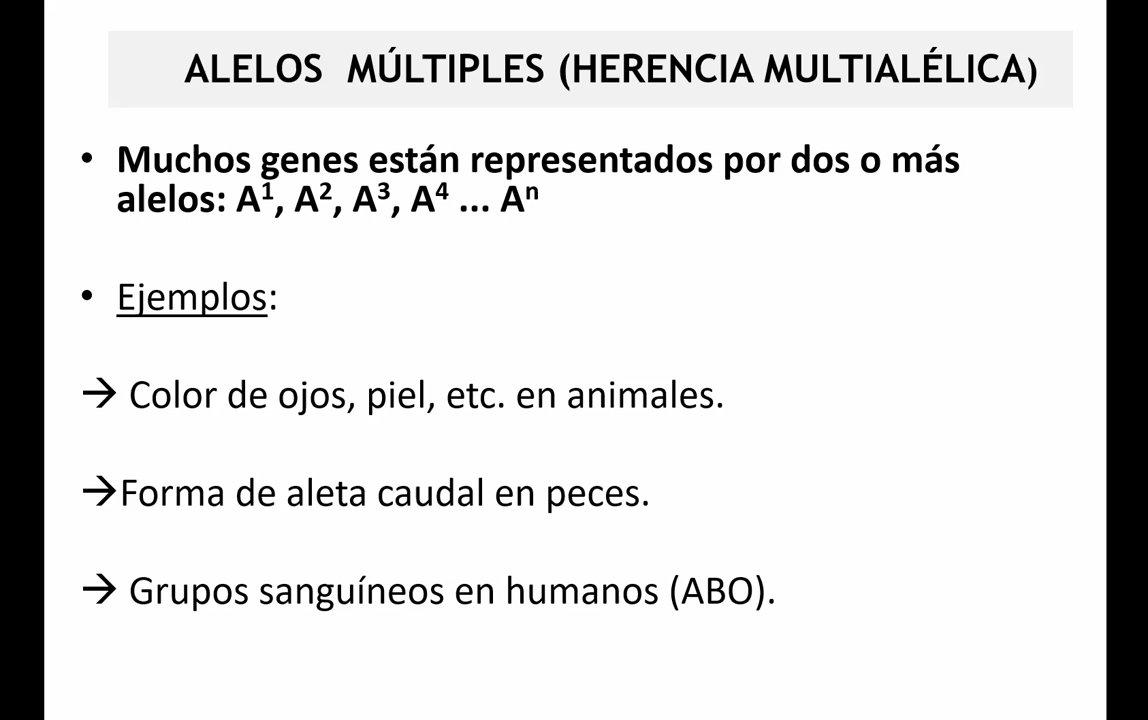 ALELOS MÚLTIPLES (HERENCIA MULTIALÉLICA)
• Muchos genes están representados por dos o más
alelos: A¹, A², A³, A⁴ ... Aⁿ
• Ejemplos:
→ Color de ojos, piel, etc. en animales.
→Forma de aleta caudal en peces.
→ Grupos sanguíneos en humanos (ABO).